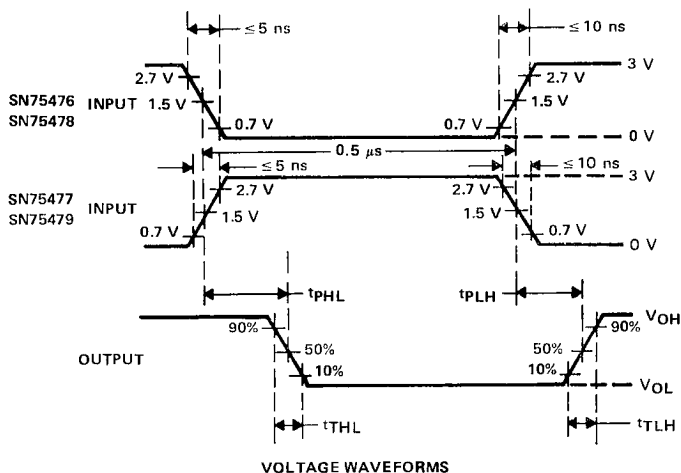 ≤ 5 ns ≤ 10 ns
2.7 V 2.7 V 3 V
SN75476 INPUT 1.5 V 1.5 V
SN75478
0.7 V 0.7 V 0 V
0.5 µs
≤ 5 ns ≤ 10 ns
SN75477 INPUT 2.7 V 2.7 V 3 V
SN75479
1.5 V 1.5 V
0.7 V 0.7 V 0 V
tPHL tPLH
90% 90% VOH
OUTPUT 50% 50%
10% 10% VOL
tTHL tTLH
VOLTAGE WAVEFORMS